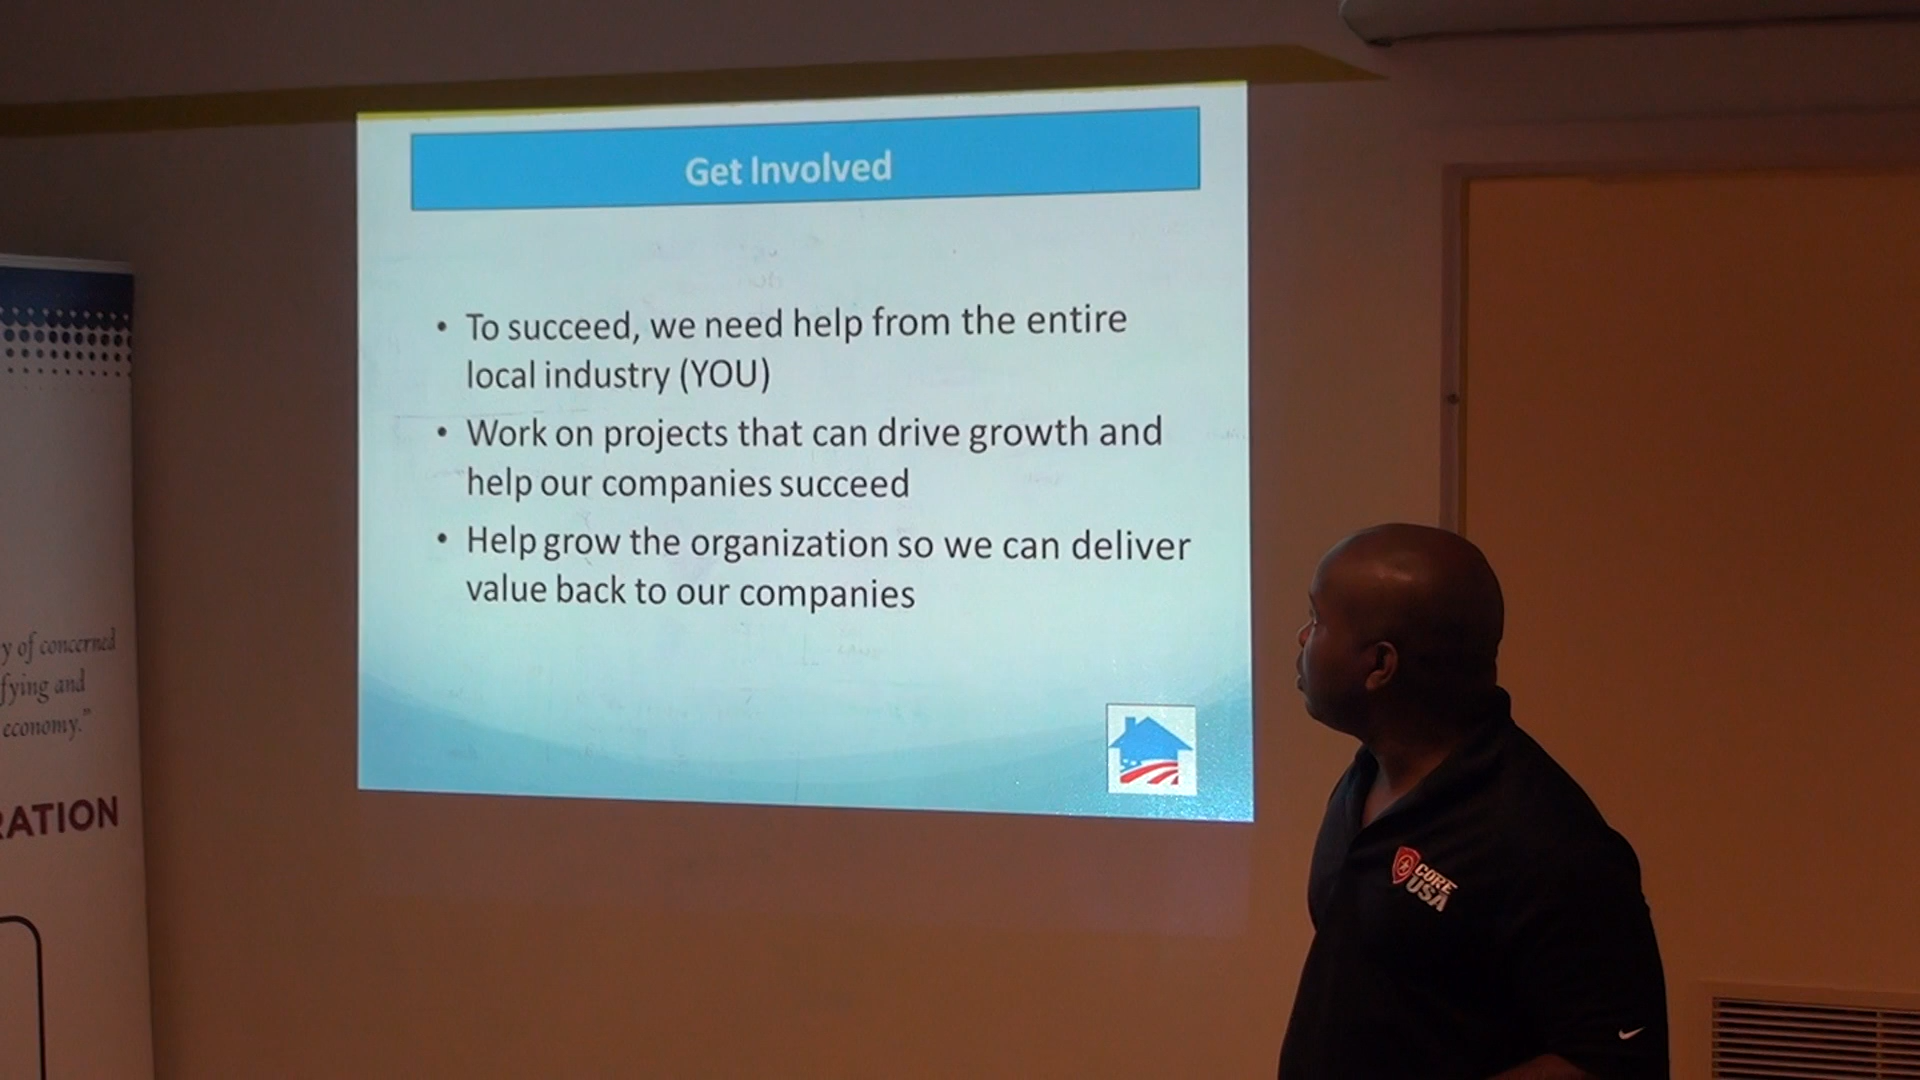 Get Involved
• To succeed, we need help from the entire
local industry (YOU)
• Work on projects that can drive growth and
help our companies succeed
• Help grow the organization so we can deliver
value back to our companies
y of concerned
fying and
economy."
RATION
CORE
USA